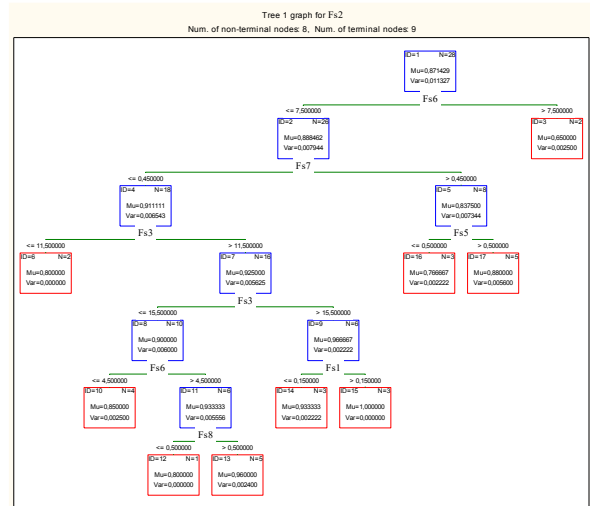 Tree 1 graph for Fs2
Num. of non-terminal nodes: 8,  Num. of terminal nodes: 9
ID=1 N=28
Mu=0,871429
Var=0,011327
Fs6
<= 7,500000 > 7,500000
ID=2 N=26 ID=3 N=2
Mu=0,888462 Mu=0,650000
Var=0,007944 Var=0,002500
Fs7
<= 0,450000 > 0,450000
ID=4 N=18 ID=5 N=8
Mu=0,911111 Mu=0,837500
Var=0,006543 Var=0,007344
Fs3 Fs5
<= 11,500000 > 11,500000 <= 0,500000 > 0,500000
ID=6 N=2 ID=7 N=16 ID=16 N=3 ID=17 N=5
Mu=0,800000 Mu=0,925000 Mu=0,766667 Mu=0,880000
Var=0,000000 Var=0,005625 Var=0,002222 Var=0,005600
Fs3
<= 15,500000 > 15,500000
ID=8 N=10 ID=9 N=6
Mu=0,900000 Mu=0,966667
Var=0,006000 Var=0,002222
Fs6 Fs1
<= 4,500000 > 4,500000 <= 0,150000 > 0,150000
ID=10 N=4 ID=11 N=6 ID=14 N=3 ID=15 N=3
Mu=0,850000 Mu=0,933333 Mu=0,933333 Mu=1,000000
Var=0,002500 Var=0,005556 Var=0,002222 Var=0,000000
Fs8
<= 0,500000 > 0,500000
ID=12 N=1 ID=13 N=5
Mu=0,800000 Mu=0,960000
Var=0,000000 Var=0,002400